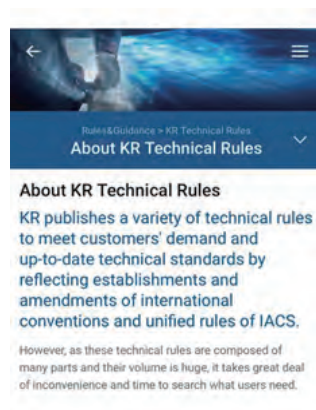 Rules&Guidance > KR Technical Rules
About KR Technical Rules
About KR Technical Rules
KR publishes a variety of technical rules
to meet customers' demand and
up-to-date technical standards by
reflecting establishments and
amendments of international
conventions and unified rules of IACS.
However, as these technical rules are composed of
many parts and their volume is huge, it takes great deal
of inconvenience and time to search what users need.